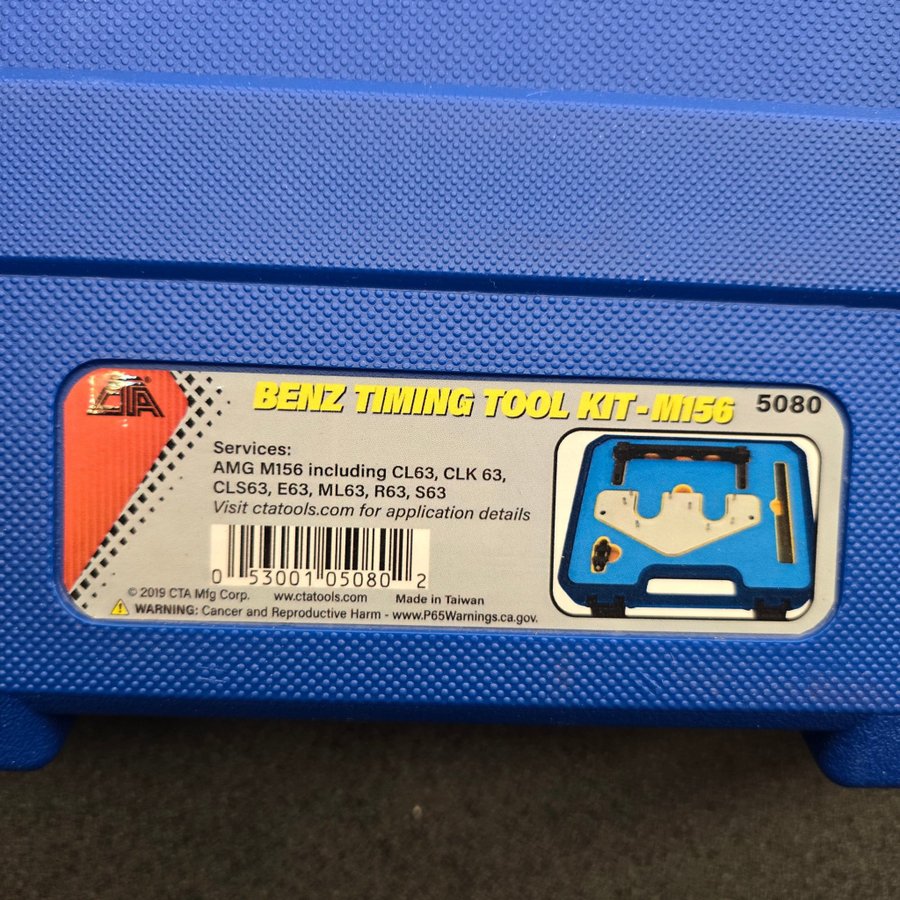 CTA
BENZ TIMING TOOL KIT-M156 5080
Services:
AMG M156 including CL63, CLK 63,
CLS63, E63, ML63, R63, S63
Visit ctatools.com for application details
0 53001 05080 2
© 2019 CTA Mfg Corp. www.ctatools.com Made in Taiwan
WARNING: Cancer and Reproductive Harm - www.P65Warnings.ca.gov.